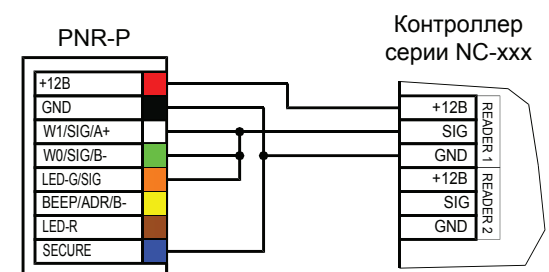 PNR-P
+12В
GND
W1/SIG/A+
W0/SIG/B-
LED-G/SIG
BEEP/ADR/B-
LED-R
SECURE
Контроллер
серии NC-xxx
+12В
SIG
GND
+12В
SIG
GND
READER 1
READER 2